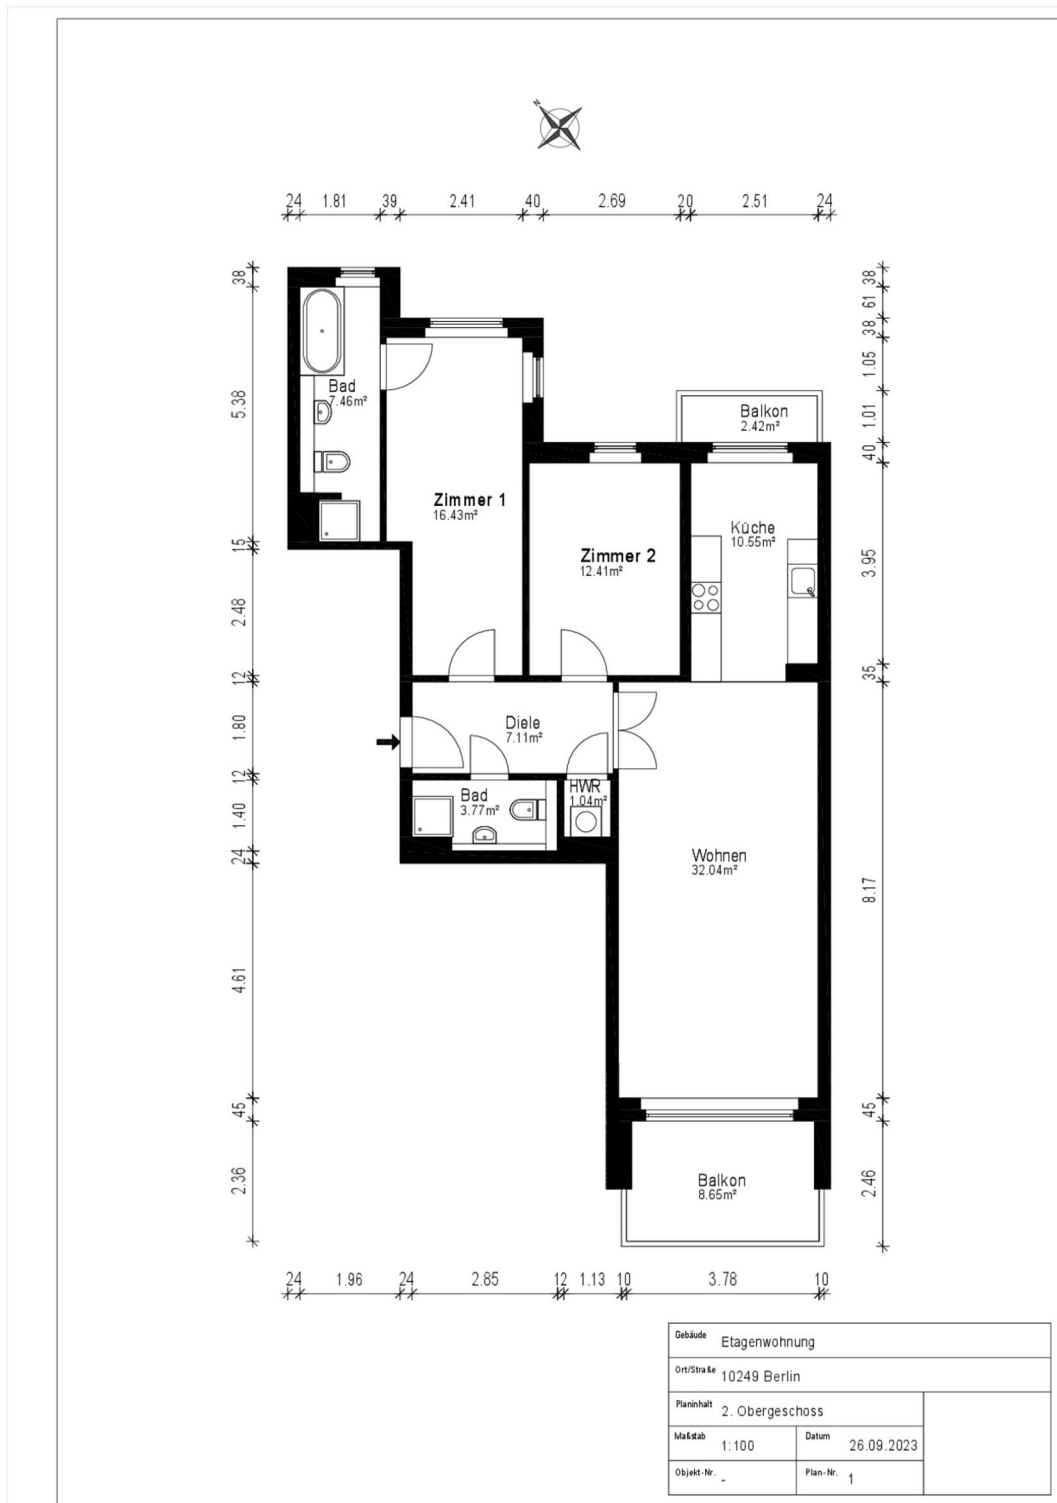 N
24 1.81 39 2.41 40 2.69 20 2.51 24
38
5.38
15
2.48
12
1.80
12
1.40
24
4.61
45
2.36
38
61
38
1.05
1.01
40
3.95
35
8.17
45
2.46
Bad
7.46m²
Balkon
2.42m²
Zimmer 1
16.43m²
Küche
10.55m²
Zimmer 2
12.41m²
Diele
7.11m²
HWR
1.04m²
Bad
3.77m²
Wohnen
32.04m²
Balkon
8.65m²
24 1.96 24 2.85 12 1.13 10 3.78 10
Gebäude Etagenwohnung
Ort/Straße 10249 Berlin
Planinhalt 2. Obergeschoss
Maßstab 1:100 Datum 26.09.2023
Objekt-Nr. - Plan-Nr. 1